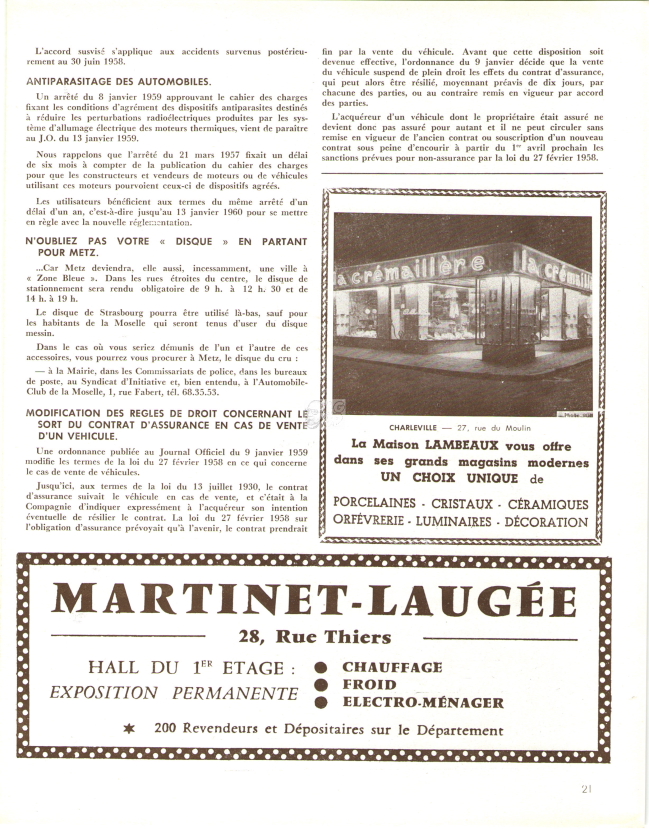 L'accord susvisé s'applique aux accidents survenus postérieu-
rement au 30 juin 1958.
ANTIPARASITAGE DES AUTOMOBILES.
Un arrêté du 8 janvier 1959 approuvant le cahier des charges
fixant les conditions d'agrément des dispositifs antiparasites destinés
à réduire les perturbations radioélectriques produites par les sys-
tème d'allumage électrique des moteurs thermiques, vient de paraître
au J.O. du 13 janvier 1959.
Nous rappelons que l'arrêté du 21 mars 1957 fixait un délai
de six mois à compter de la publication du cahier des charges
pour que les constructeurs et vendeurs de moteurs ou de véhicules
utilisant ces moteurs pourvoient ceux-ci de dispositifs agréés.
Les utilisateurs bénéficient aux termes du même arrêté d'un
délai d'un an, c'est-à-dire jusqu'au 13 janvier 1960 pour se mettre
en règle avec la nouvelle réglementation.
N'OUBLIEZ PAS VOTRE « DISQUE » EN PARTANT
POUR METZ.
...Car Metz deviendra, elle aussi, incessamment, une ville à
« Zone Bleue ». Dans les rues étroites du centre, le disque de
stationnement sera rendu obligatoire de 9 h. à 12 h. 30 et de
14 h. à 19 h.
Le disque de Strasbourg pourra être utilisé là-bas, sauf pour
les habitants de la Moselle qui seront tenus d'user du disque
messin.
Dans le cas où vous seriez démunis de l'un et l'autre de ces
accessoires, vous pourrez vous procurer à Metz, le disque du cru :
— à la Mairie, dans les Commissariats de police, dans les bureaux
de poste, au Syndicat d'Initiative et, bien entendu, à l'Automobile-
Club de la Moselle, 1, rue Fabert, tél. 68.35.53.
MODIFICATION DES REGLES DE DROIT CONCERNANT LE
SORT DU CONTRAT D'ASSURANCE EN CAS DE VENTE
D'UN VEHICULE.
Une ordonnance publiée au Journal Officiel du 9 janvier 1959
modifie les termes de la loi du 27 février 1958 en ce qui concerne
le cas de vente de véhicules.
Jusqu'ici, aux termes de la loi du 13 juillet 1930, le contrat
d'assurance suivait le véhicule en cas de vente, et c'était à la
Compagnie d'indiquer expressément à l'acquéreur son intention
éventuelle de résilier le contrat. La loi du 27 février 1958 sur
l'obligation d'assurance prévoyait qu'à l'avenir, le contrat prendrait
fin par la vente du véhicule. Avant que cette disposition soit
devenue effective, l'ordonnance du 9 janvier décide que la vente
du véhicule suspend de plein droit les effets du contrat d'assurance,
qui peut alors être résilié, moyennant préavis de dix jours, par
chacune des parties, ou au contraire remis en vigueur par accord
des parties.
L'acquéreur d'un véhicule dont le propriétaire était assuré ne
devient donc pas assuré pour autant et il ne peut circuler sans
remise en vigueur de l'ancien contrat ou souscription d'un nouveau
contrat sous peine d'encourir à partir du 1er avril prochain les
sanctions prévues pour non-assurance par la loi du 27 février 1958.
la crémaillère la crémaill
CHARLEVILLE — 27, rue du Moulin
La Maison LAMBEAUX vous offre
dans ses grands magasins modernes
UN CHOIX UNIQUE de
PORCELAINES - CRISTAUX - CÉRAMIQUES
ORFÉVRERIE - LUMINAIRES - DÉCORATION
MARTINET-LAUGÉE
28, Rue Thiers
HALL DU 1ER ETAGE : ● CHAUFFAGE
EXPOSITION PERMANENTE ● FROID
● ELECTRO-MÉNAGER
★ 200 Revendeurs et Dépositaires sur le Département
21